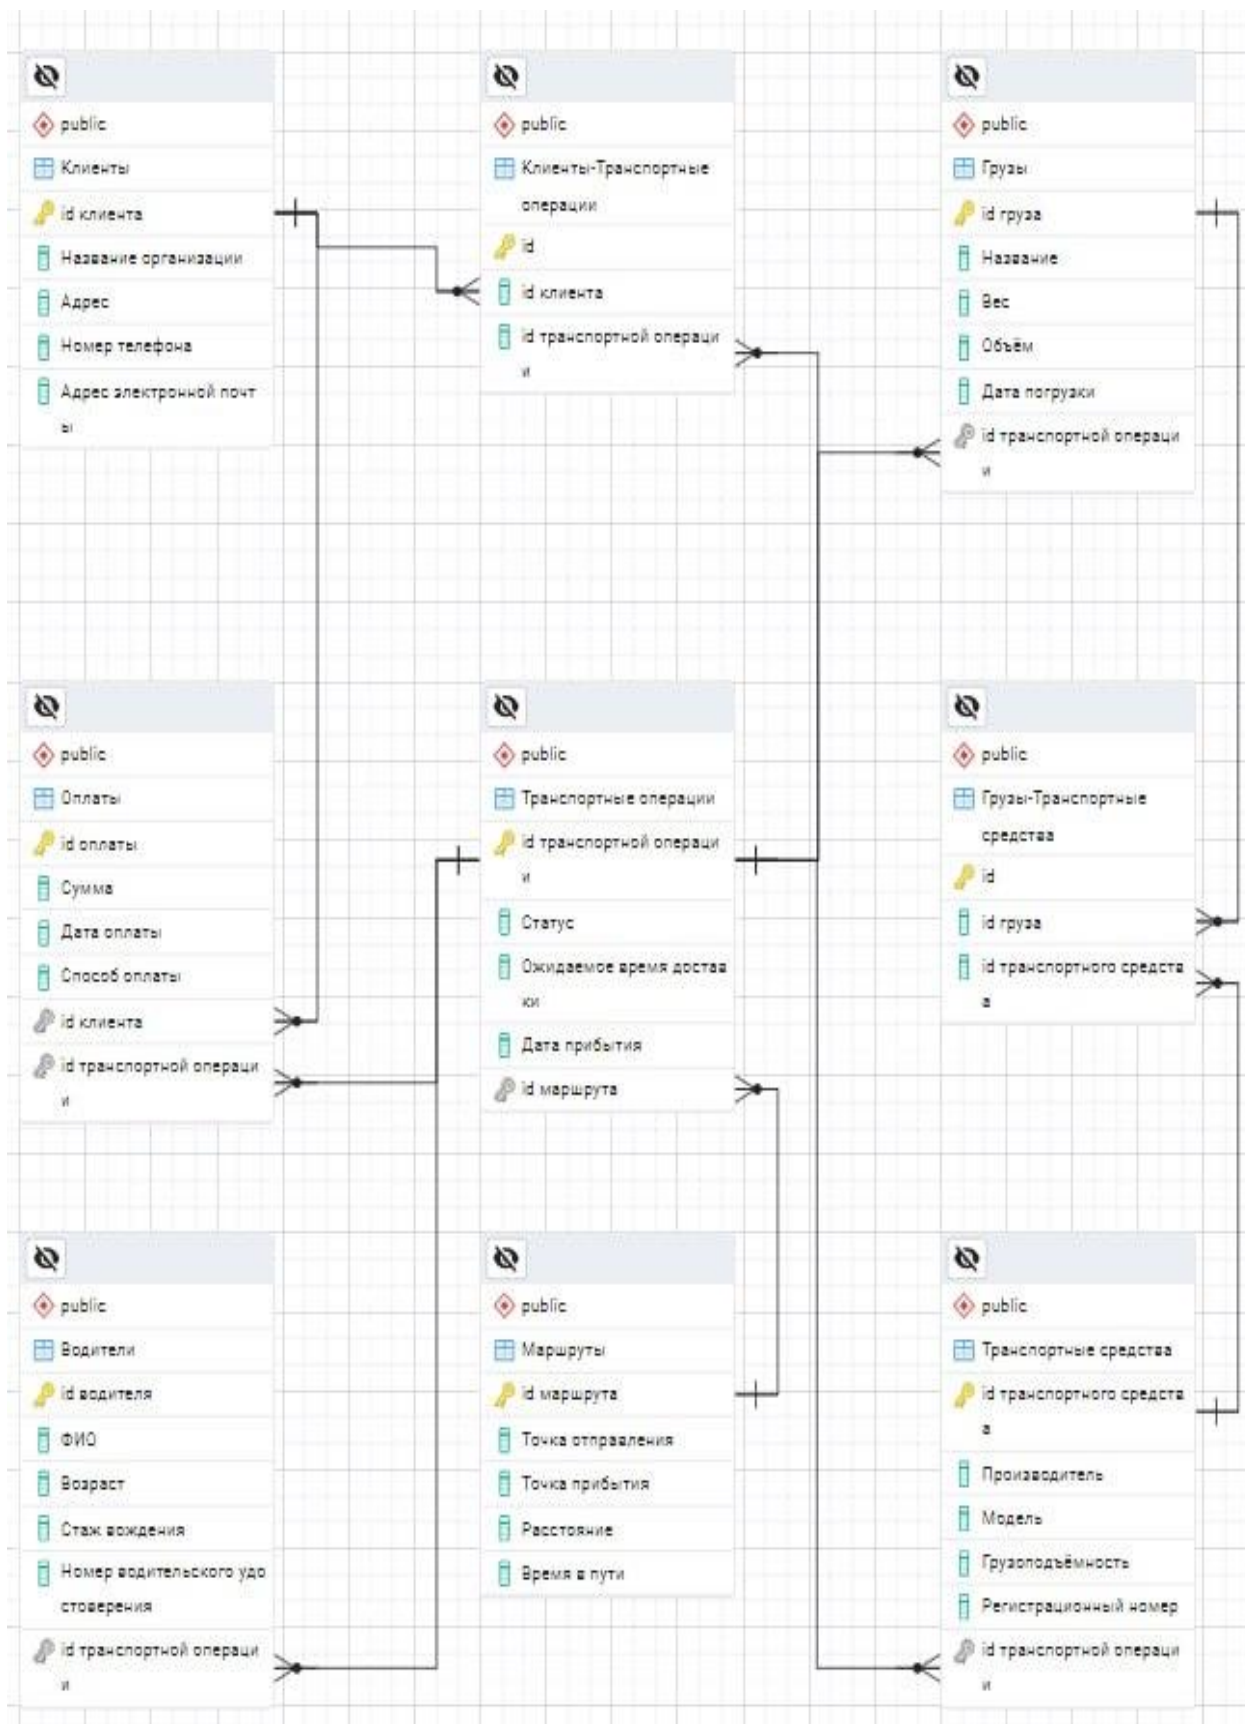 public
Клиенты
id клиента
Название организации
Адрес
Номер телефона
Адрес электронной почт
ы
public
Клиенты-Транспортные
операции
id
id клиента
id транспортной операци
и
public
Грузы
id груза
Название
Вес
Объём
Дата погрузки
id транспортной операци
и
public
Оплаты
id оплаты
Сумма
Дата оплаты
Способ оплаты
id клиента
id транспортной операци
и
public
Транспортные операции
id транспортной операци
и
Статус
Ожидаемое время достав
ки
Дата прибытия
id маршрута
public
Грузы-Транспортные
средства
id
id груза
id транспортного средств
а
public
Водители
id водителя
ФИО
Возраст
Стаж вождения
Номер водительского удо
стоверения
id транспортной операци
и
public
Маршруты
id маршрута
Точка отправления
Точка прибытия
Расстояние
Время в пути
public
Транспортные средства
id транспортного средств
а
Производитель
Модель
Грузоподъёмность
Регистрационный номер
id транспортной операци
и